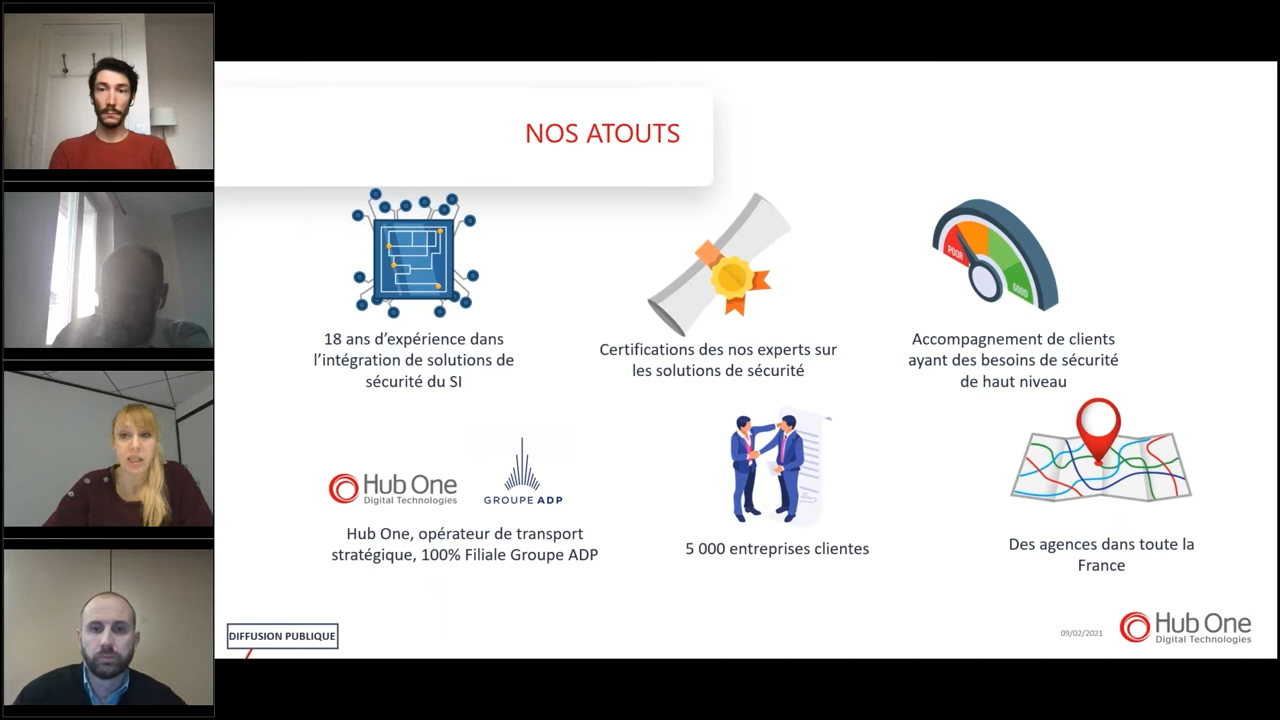 NOS ATOUTS
POOR
GOOD
18 ans d’expérience dans
l’intégration de solutions de
sécurité du SI
Certifications des nos experts sur
les solutions de sécurité
Accompagnement de clients
ayant des besoins de sécurité
de haut niveau
Hub One
Digital Technologies
GROUPE ADP
Hub One, opérateur de transport
stratégique, 100% Filiale Groupe ADP
5 000 entreprises clientes
Des agences dans toute la
France
DIFFUSION PUBLIQUE
09/02/2021
Hub One
Digital Technologies